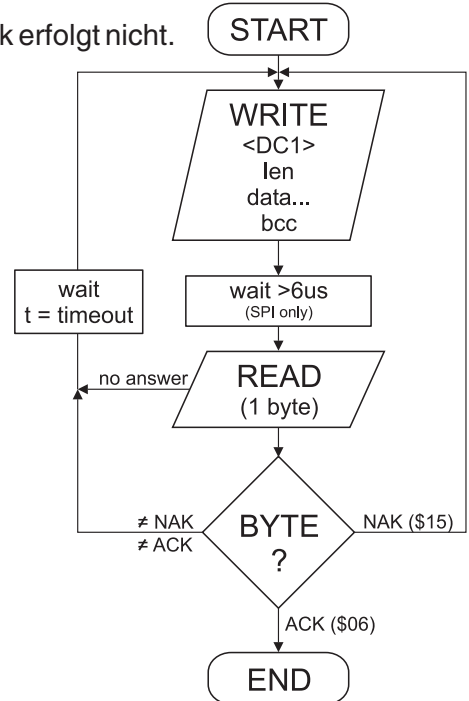 k erfolgt nicht.
START
WRITE
<DC1>
len
data...
bcc
wait
t = timeout
wait >6us
(SPI only)
no answer
READ
(1 byte)
≠ NAK
≠ ACK
BYTE
?
NAK ($15)
ACK ($06)
END